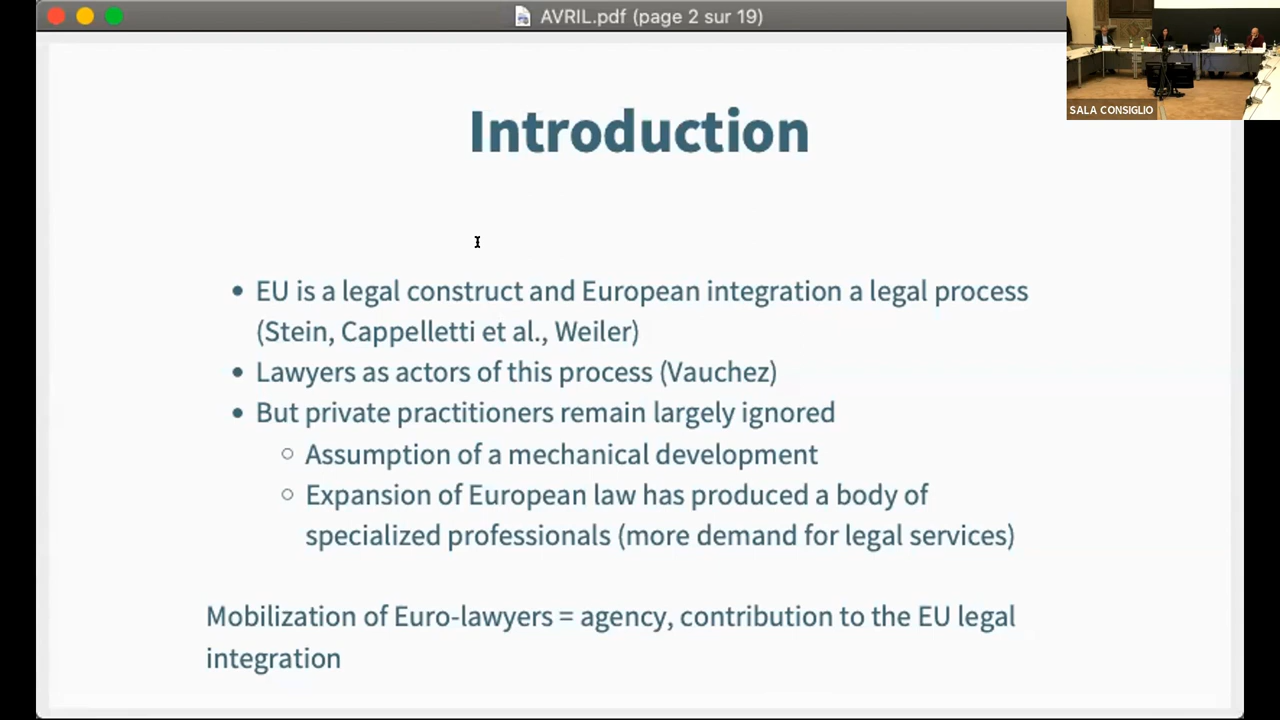 AVRIL.pdf (page 2 sur 19)
SALA CONSIGLIO
Introduction
• EU is a legal construct and European integration a legal process
(Stein, Cappelletti et al., Weiler)
• Lawyers as actors of this process (Vauchez)
• But private practitioners remain largely ignored
○ Assumption of a mechanical development
○ Expansion of European law has produced a body of
specialized professionals (more demand for legal services)
Mobilization of Euro-lawyers = agency, contribution to the EU legal
integration